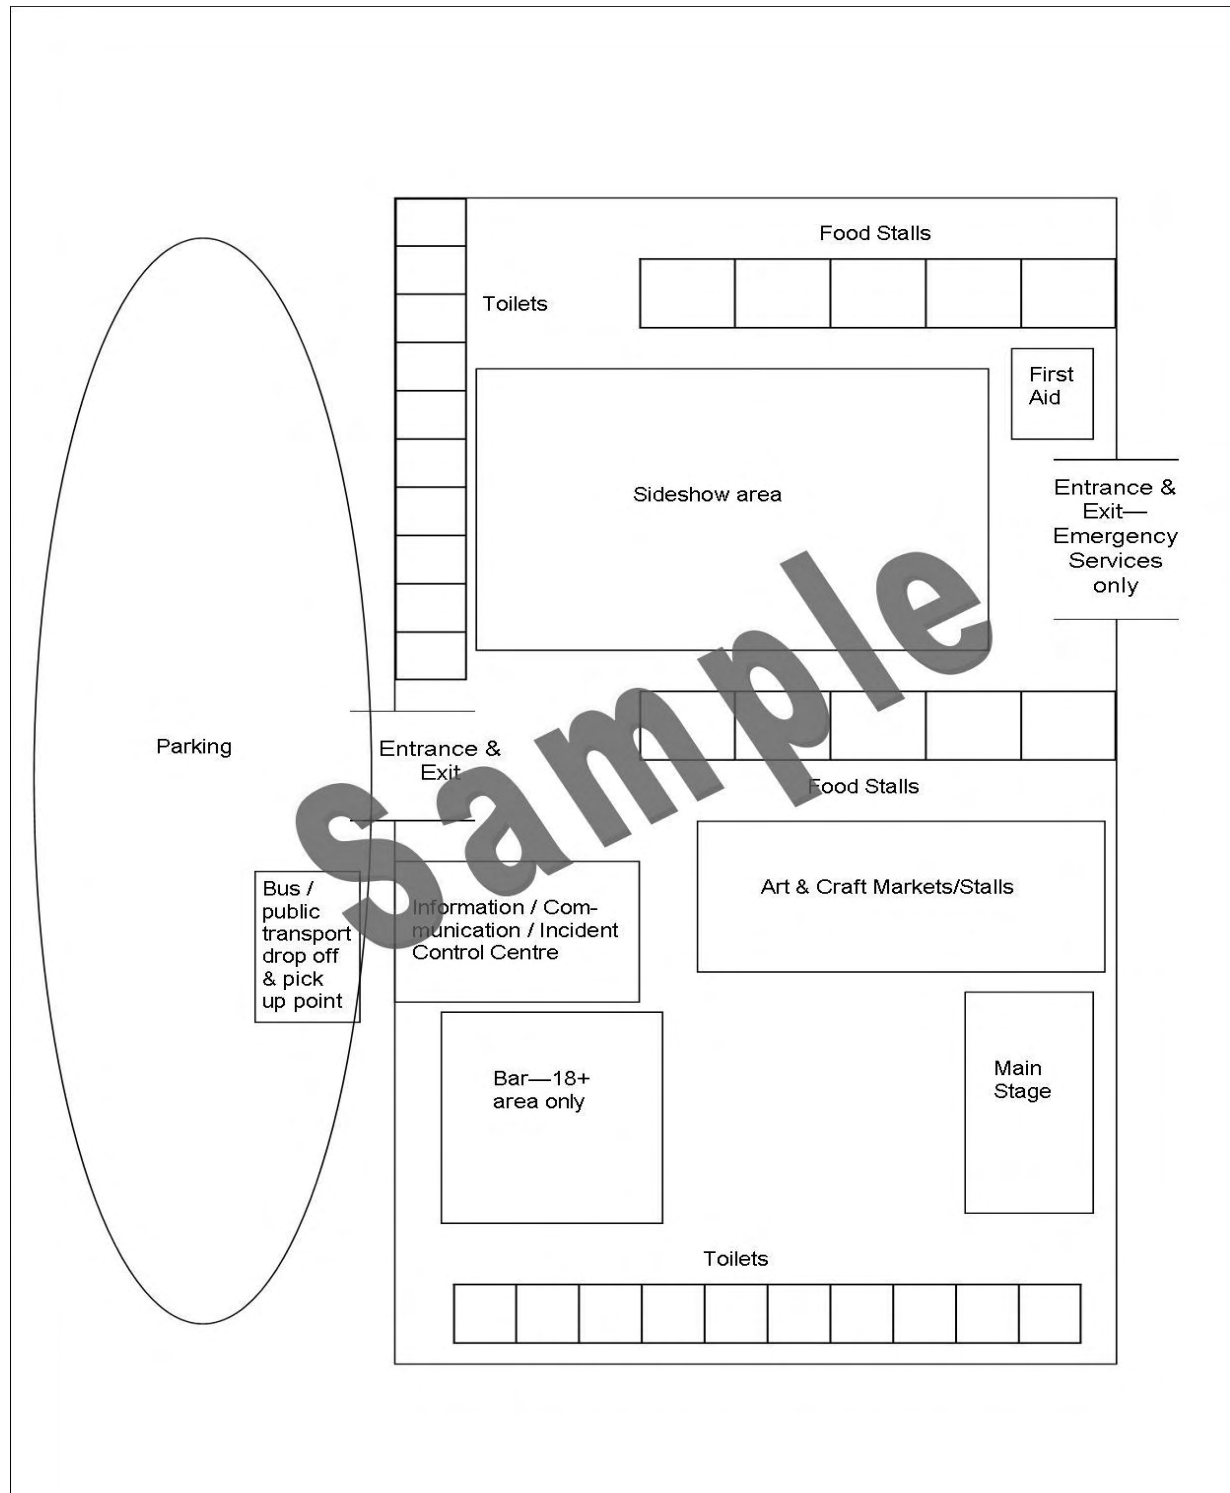 Food Stalls
Toilets
First
Aid
Sideshow area
Entrance &
Exit—
Emergency
Services
only
Parking
Entrance &
Exit
Food Stalls
Sample
Art & Craft Markets/Stalls
Bus /
public
transport
drop off
& pick
up point
Information / Com-
munication / Incident
Control Centre
Main
Stage
Bar—18+
area only
Toilets